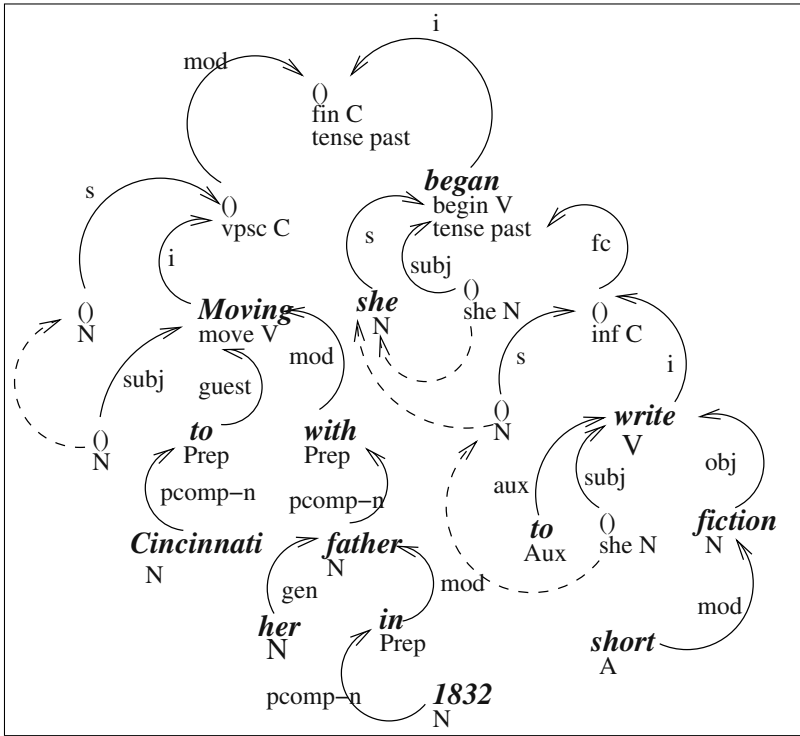 i
mod
()
fin C
tense past
began
begin V
tense past
s
()
vpsc C
s
fc
i
subj
()
she N
()
N
Moving
move V
she
N
()
inf C
mod
s
i
subj
guest
()
N
to
Prep
with
Prep
()
N
write
V
pcomp-n
pcomp-n
aux
subj
obj
Cincinnati
N
father
N
to
Aux
()
she N
fiction
N
gen
mod
mod
her
N
in
Prep
short
A
pcomp-n
1832
N